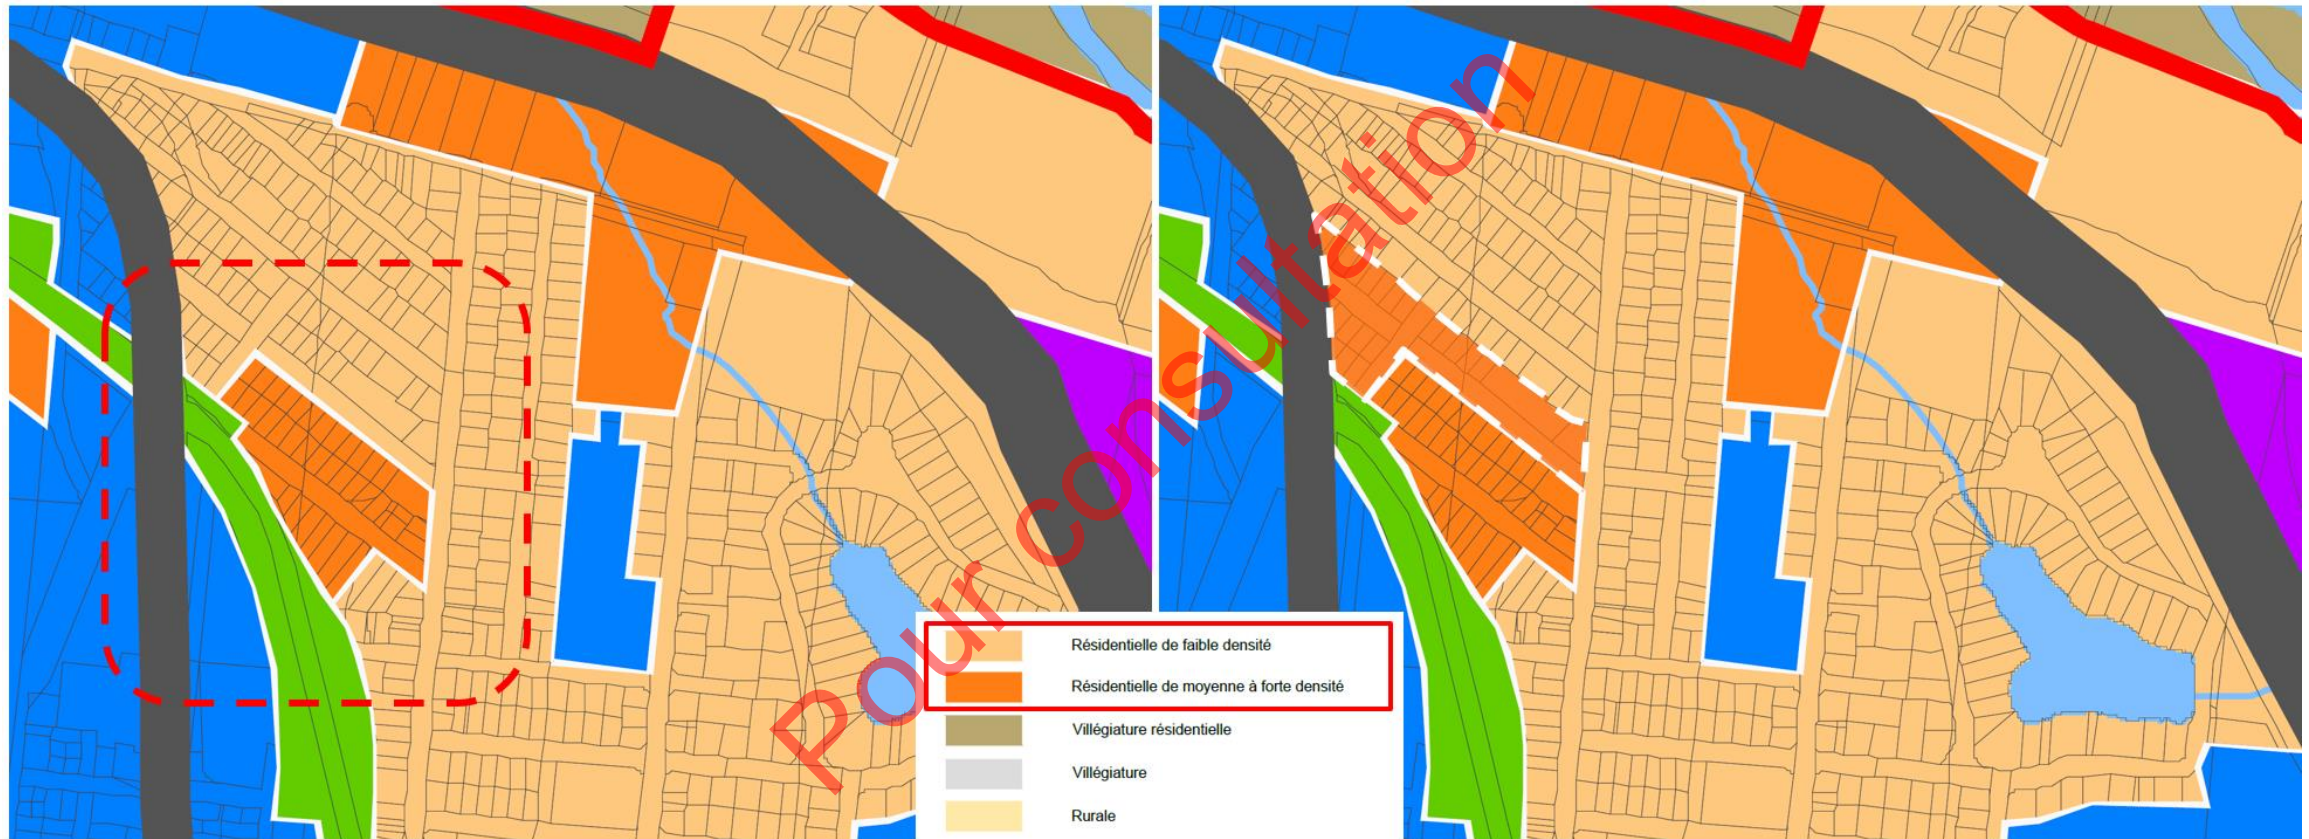 Pour consultation
Résidentielle de faible densité
Résidentielle de moyenne à forte densité
Villégiature résidentielle
Villégiature
Rurale